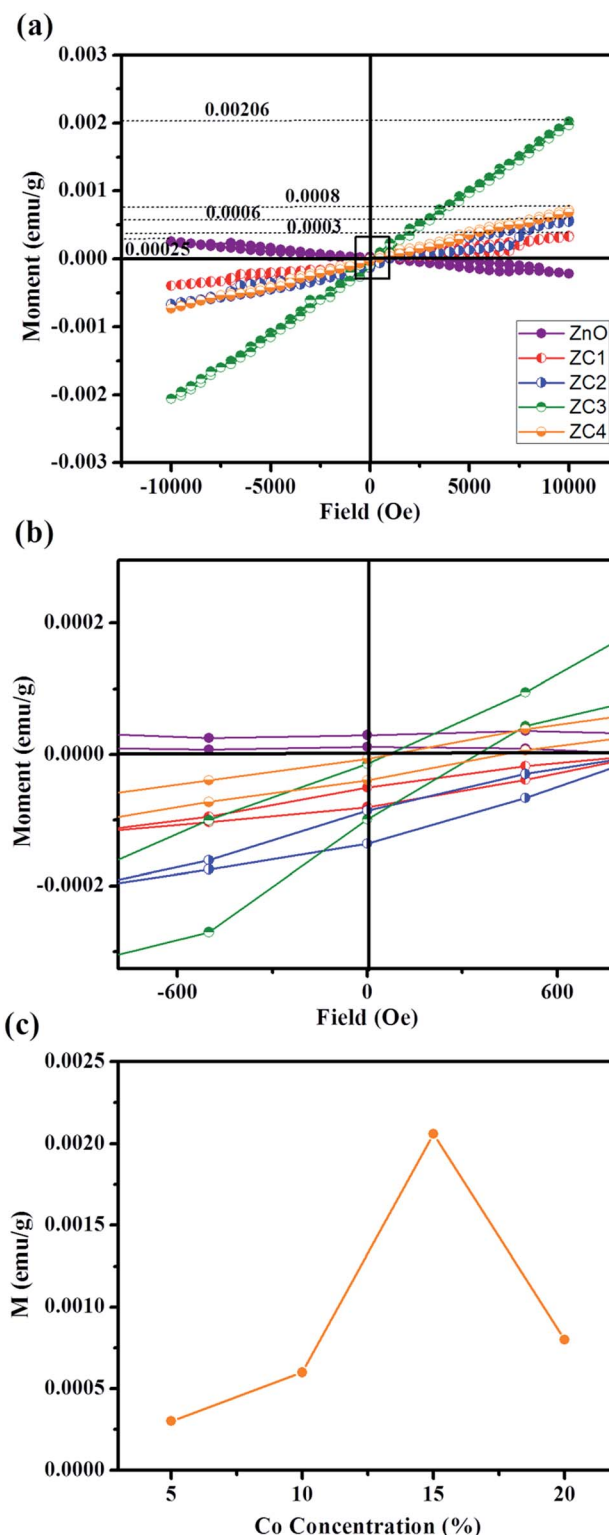 (a)
0.003
0.002
0.001
0.000
-0.001
-0.002
-0.003
Moment (emu/g)
0.00206
0.0008
0.0006
0.0003
0.00025
ZnO
ZC1
ZC2
ZC3
ZC4
-10000 -5000 0 5000 10000
Field (Oe)
(b)
0.0002
0.0000
-0.0002
Moment (emu/g)
-600 0 600
Field (Oe)
(c)
0.0025
0.0020
0.0015
0.0010
0.0005
0.0000
M (emu/g)
5 10 15 20
Co Concentration (%)